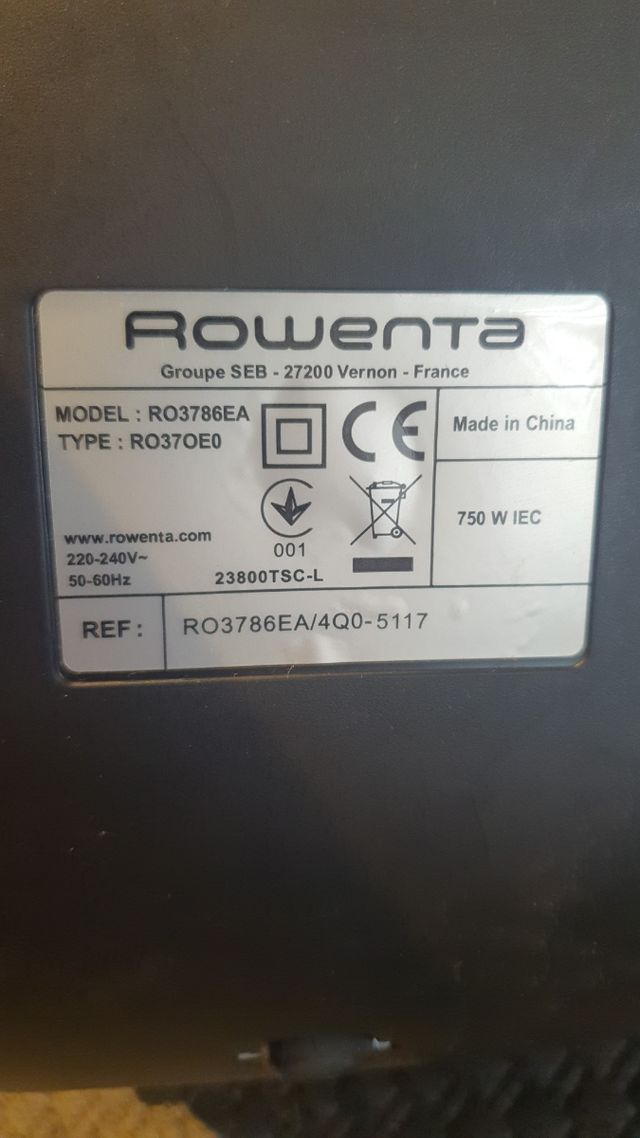 Rowenta
Groupe SEB - 27200 Vernon - France
MODEL : RO3786EA
TYPE : RO37OE0
CE
Made in China
www.rowenta.com
220-240V~
50-60Hz
001
23800TSC-L
750 W IEC
REF :
RO3786EA/4Q0-5117